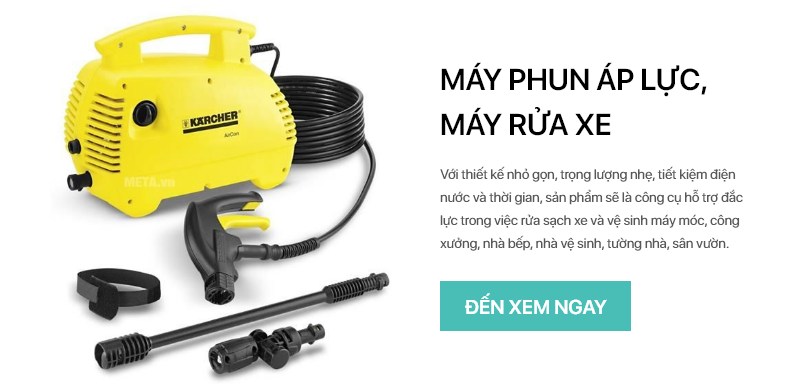 KÄRCHER
AirCon
META.vn
MÁY PHUN ÁP LỰC,
MÁY RỬA XE
Với thiết kế nhỏ gọn, trọng lượng nhẹ, tiết kiệm điện
nước và thời gian, sản phẩm sẽ là công cụ hỗ trợ đắc
lực trong việc rửa sạch xe và vệ sinh máy móc, công
xưởng, nhà bếp, nhà vệ sinh, tường nhà, sân vườn.
ĐẾN XEM NGAY